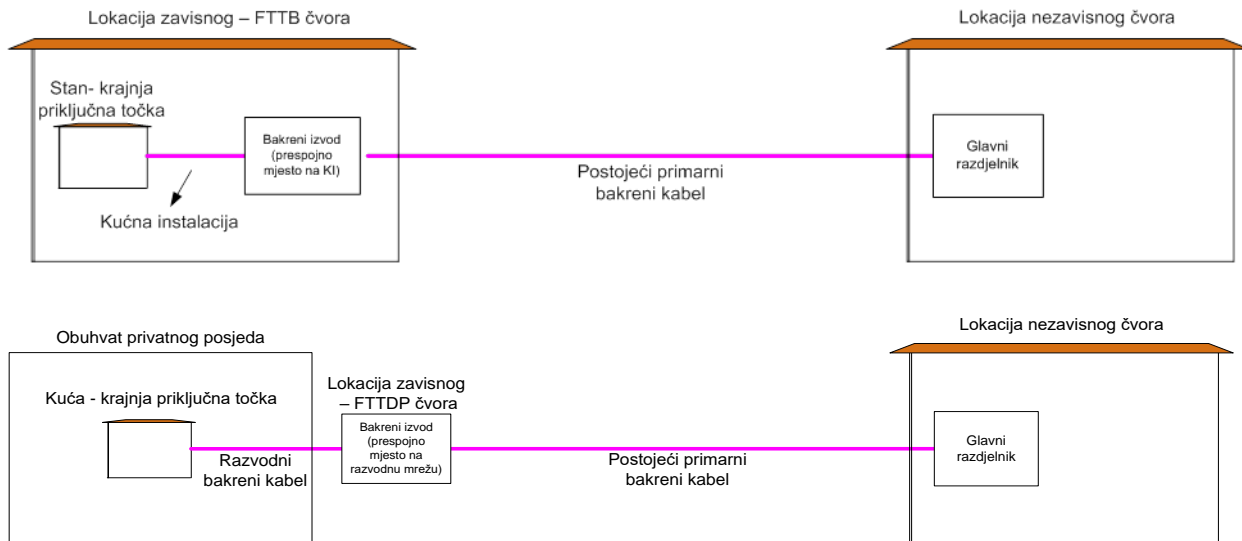 Lokacija zavisnog – FTTB čvora
Lokacija nezavisnog čvora
Stan- krajnja
priključna točka
Bakreni izvod
(prespojno
mjesto na KI)
Glavni
razdjelnik
Postojeći primarni
bakreni kabel
Kućna instalacija
Obuhvat privatnog posjeda
Lokacija nezavisnog čvora
Kuća - krajnja priključna točka
Lokacija zavisnog
– FTTDP čvora
Bakreni izvod
(prespojno
mjesto na
razvodnu mrežu)
Glavni
razdjelnik
Razvodni
bakreni kabel
Postojeći primarni
bakreni kabel